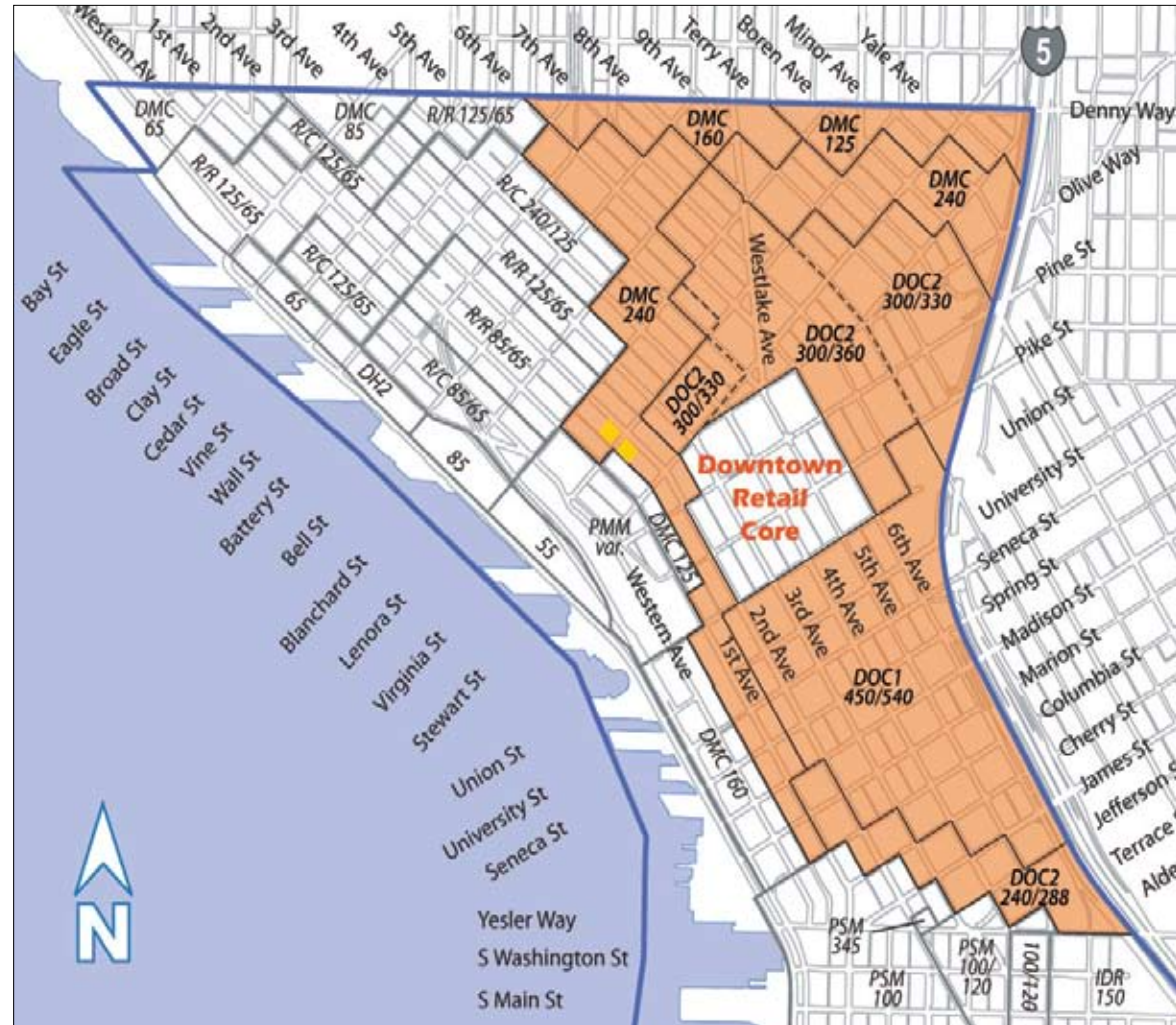 Western Av
1st Ave
2nd Ave
3rd Ave
4th Ave
5th Ave
6th Ave
7th Ave
8th Ave
9th Ave
Terry Ave
Boren Ave
Minor Ave
Yale Ave
5
Denny Way
Olive Way
Pine St
Pike St
Union St
University St
Seneca St
Spring St
Madison St
Marion St
Columbia St
Cherry St
James St
Jefferson S
Terrace
Alde
DMC
65
DMC
85
R/R 125/65
R/C 125/65
R/R 125/65
R/C 240/125
R/C 125/65
R/R 125/65
65
R/R 85/65
DH2
R/C 85/65
85
55
PMM
var.
DMC
160
DMC
125
DMC
240
DMC
240
Westlake Ave
DOC2
300/330
DOC2
300/360
DOC2
300/330
Downtown
Retail
Core
DMC 125
Western Ave
1st Ave
2nd Ave
3rd Ave
4th Ave
5th Ave
6th Ave
DOC1
450/540
DMC 160
DOC2
240/288
PSM
345
PSM
100
PSM
100/
120
100/120
IDR
150
Bay St
Eagle St
Broad St
Clay St
Cedar St
Vine St
Wall St
Battery St
Bell St
Blanchard St
Lenora St
Virginia St
Stewart St
Union St
University St
Seneca St
Yesler Way
S Washington St
S Main St
N